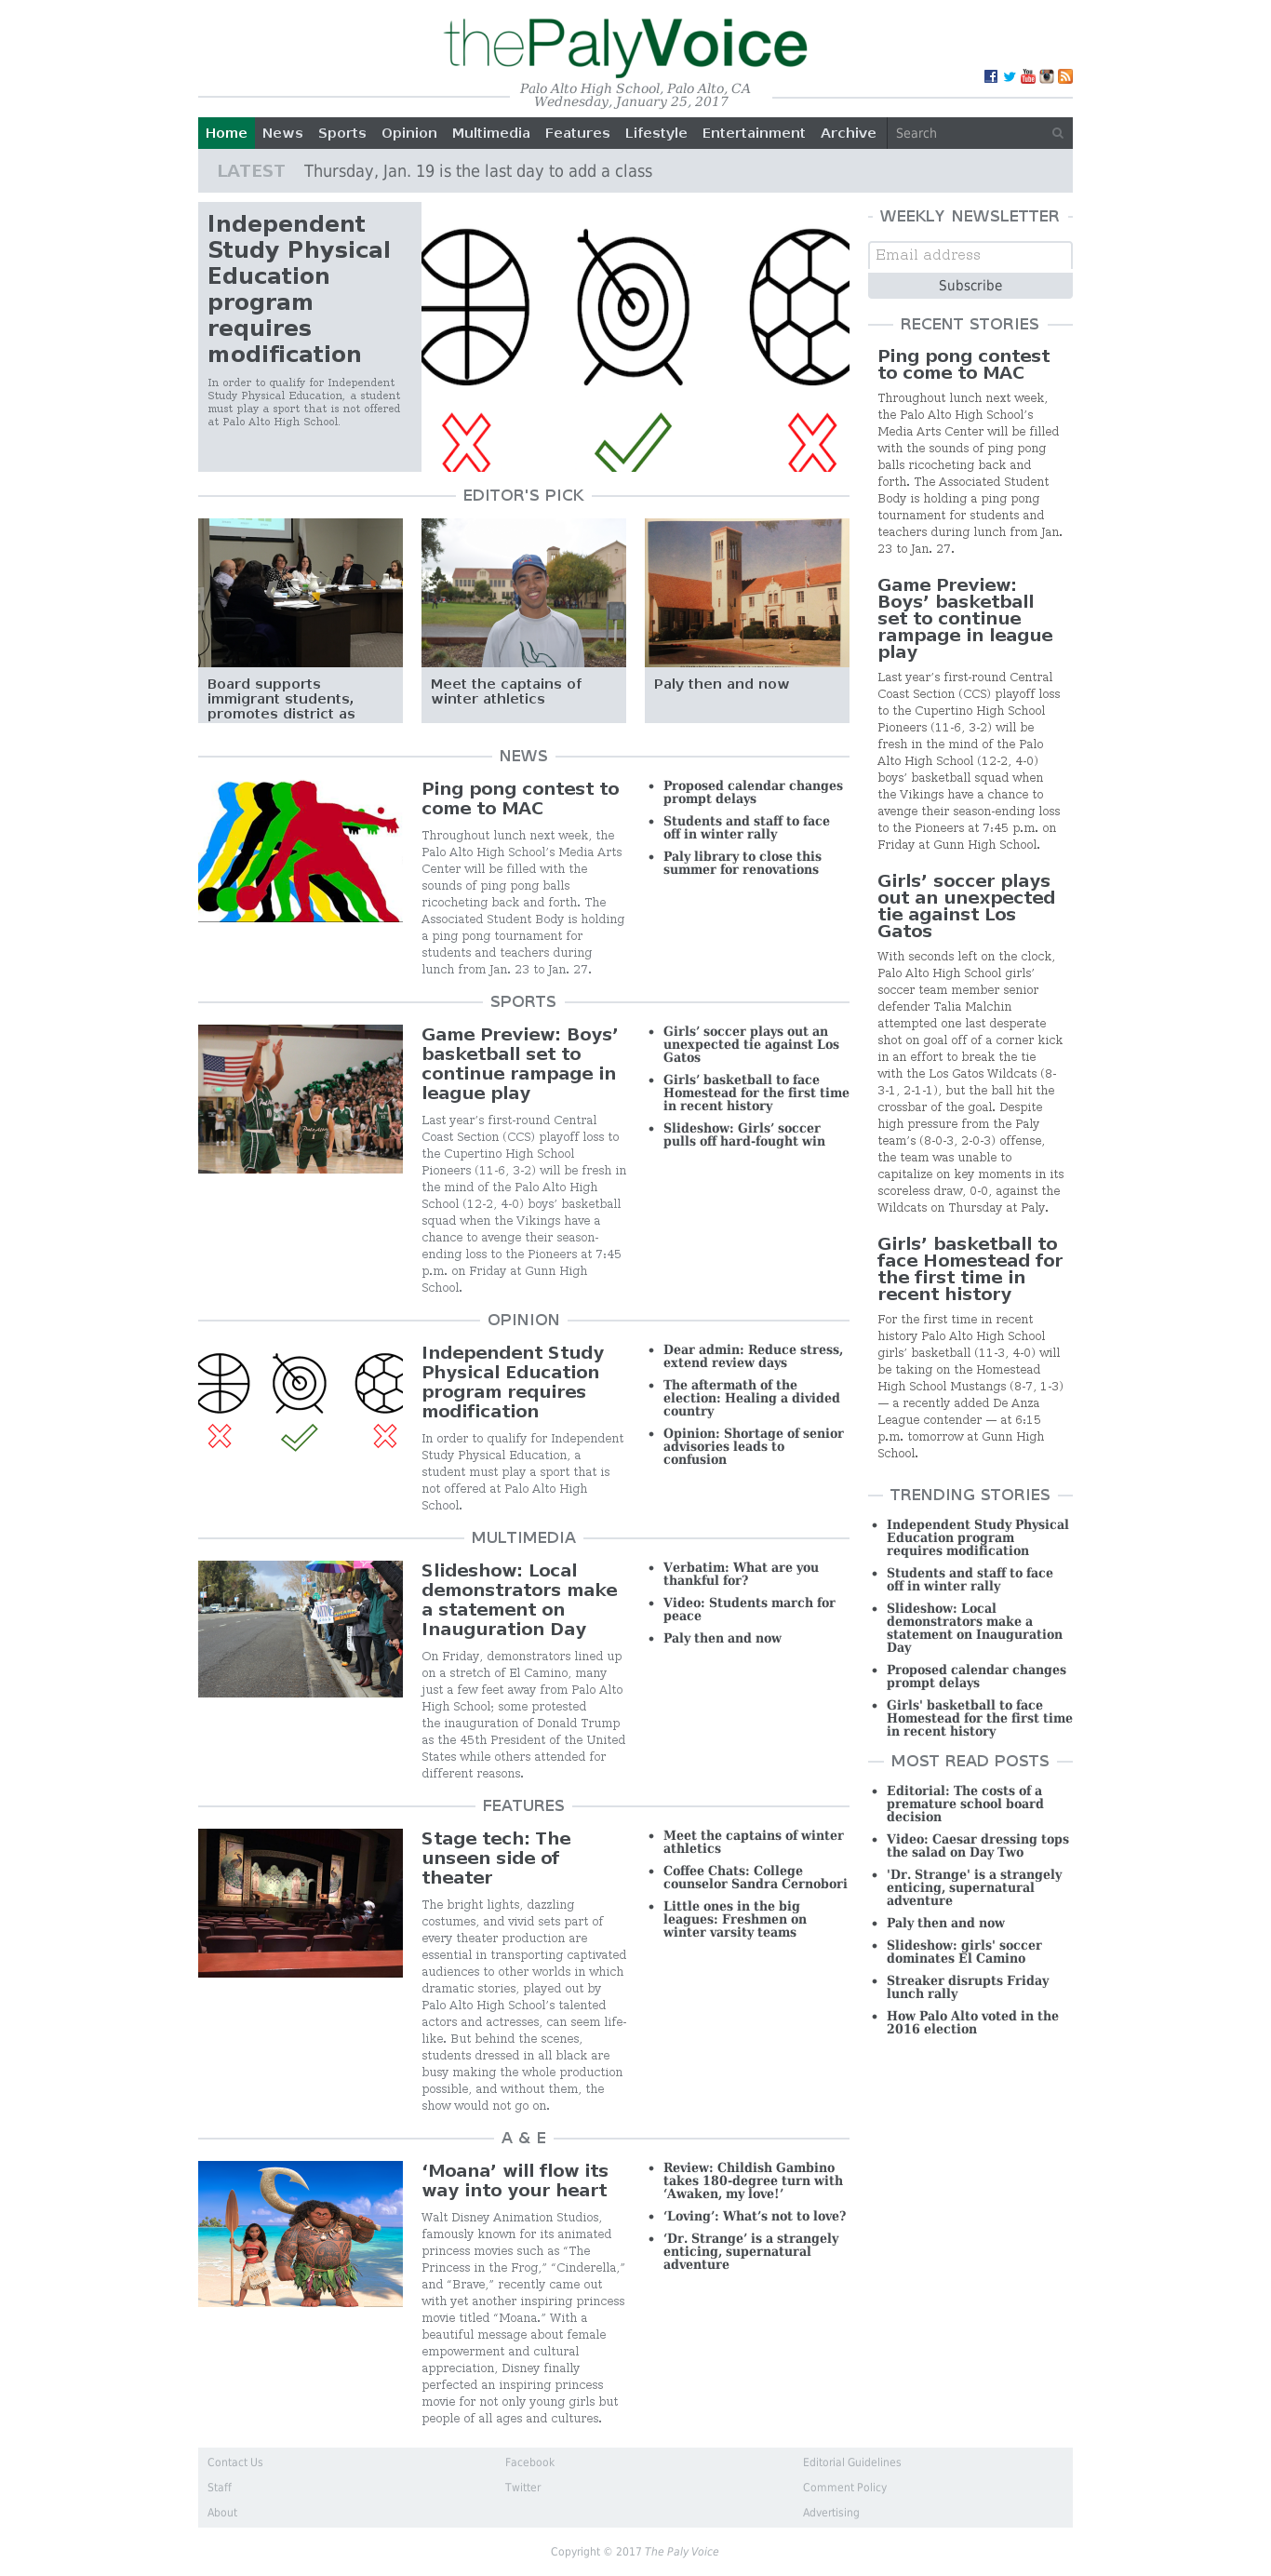 thePalyVoice
Palo Alto High School, Palo Alto, CA
Wednesday, January 25, 2017
Home News Sports Opinion Multimedia Features Lifestyle Entertainment Archive Search
LATEST Thursday, Jan. 19 is the last day to add a class
Independent
Study Physical
Education
program
requires
modification
In order to qualify for Independent
Study Physical Education, a student
must play a sport that is not offered
at Palo Alto High School.
EDITOR'S PICK
Board supports
immigrant students,
promotes district as
Meet the captains of
winter athletics
Paly then and now
NEWS
Ping pong contest to
come to MAC
Throughout lunch next week, the
Palo Alto High School’s Media Arts
Center will be filled with the
sounds of ping pong balls
ricocheting back and forth. The
Associated Student Body is holding
a ping pong tournament for
students and teachers during
lunch from Jan. 23 to Jan. 27.
• Proposed calendar changes
prompt delays
• Students and staff to face
off in winter rally
• Paly library to close this
summer for renovations
SPORTS
Game Preview: Boys’
basketball set to
continue rampage in
league play
Last year’s first-round Central
Coast Section (CCS) playoff loss to
the Cupertino High School
Pioneers (11-6, 3-2) will be fresh in
the mind of the Palo Alto High
School (12-2, 4-0) boys’ basketball
squad when the Vikings have a
chance to avenge their season-
ending loss to the Pioneers at 7:45
p.m. on Friday at Gunn High
School.
• Girls’ soccer plays out an
unexpected tie against Los
Gatos
• Girls’ basketball to face
Homestead for the first time
in recent history
• Slideshow: Girls’ soccer
pulls off hard-fought win
OPINION
Independent Study
Physical Education
program requires
modification
In order to qualify for Independent
Study Physical Education, a
student must play a sport that is
not offered at Palo Alto High
School.
• Dear admin: Reduce stress,
extend review days
• The aftermath of the
election: Healing a divided
country
• Opinion: Shortage of senior
advisories leads to
confusion
MULTIMEDIA
Slideshow: Local
demonstrators make
a statement on
Inauguration Day
On Friday, demonstrators lined up
on a stretch of El Camino, many
just a few feet away from Palo Alto
High School; some protested
the inauguration of Donald Trump
as the 45th President of the United
States while others attended for
different reasons.
• Verbatim: What are you
thankful for?
• Video: Students march for
peace
• Paly then and now
FEATURES
Stage tech: The
unseen side of
theater
The bright lights, dazzling
costumes, and vivid sets part of
every theater production are
essential in transporting captivated
audiences to other worlds in which
dramatic stories, played out by
Palo Alto High School’s talented
actors and actresses, can seem life-
like. But behind the scenes,
students dressed in all black are
busy making the whole production
possible, and without them, the
show would not go on.
• Meet the captains of winter
athletics
• Coffee Chats: College
counselor Sandra Cernobori
• Little ones in the big
leagues: Freshmen on
winter varsity teams
A & E
‘Moana’ will flow its
way into your heart
Walt Disney Animation Studios,
famously known for its animated
princess movies such as “The
Princess in the Frog,” “Cinderella,”
and “Brave,” recently came out
with yet another inspiring princess
movie titled “Moana.” With a
beautiful message about female
empowerment and cultural
appreciation, Disney finally
perfected an inspiring princess
movie for not only young girls but
people of all ages and cultures.
• Review: Childish Gambino
takes 180-degree turn with
‘Awaken, my love!’
• ‘Loving’: What’s not to love?
• ‘Dr. Strange’ is a strangely
enticing, supernatural
adventure
WEEKLY NEWSLETTER
Email address
Subscribe
RECENT STORIES
Ping pong contest
to come to MAC
Throughout lunch next week,
the Palo Alto High School’s
Media Arts Center will be filled
with the sounds of ping pong
balls ricocheting back and
forth. The Associated Student
Body is holding a ping pong
tournament for students and
teachers during lunch from Jan.
23 to Jan. 27.
Game Preview:
Boys’ basketball
set to continue
rampage in league
play
Last year’s first-round Central
Coast Section (CCS) playoff loss
to the Cupertino High School
Pioneers (11-6, 3-2) will be
fresh in the mind of the Palo
Alto High School (12-2, 4-0)
boys’ basketball squad when
the Vikings have a chance to
avenge their season-ending loss
to the Pioneers at 7:45 p.m. on
Friday at Gunn High School.
Girls’ soccer plays
out an unexpected
tie against Los
Gatos
With seconds left on the clock,
Palo Alto High School girls’
soccer team member senior
defender Talia Malchin
attempted one last desperate
shot on goal off of a corner kick
in an effort to break the tie
with the Los Gatos Wildcats (8-
3-1, 2-1-1), but the ball hit the
crossbar of the goal. Despite
high pressure from the Paly
team’s (8-0-3, 2-0-3) offense,
the team was unable to
capitalize on key moments in its
scoreless draw, 0-0, against the
Wildcats on Thursday at Paly.
Girls’ basketball to
face Homestead for
the first time in
recent history
For the first time in recent
history Palo Alto High School
girls’ basketball (11-3, 4-0) will
be taking on the Homestead
High School Mustangs (8-7, 1-3)
— a recently added De Anza
League contender — at 6:15
p.m. tomorrow at Gunn High
School.
TRENDING STORIES
• Independent Study Physical
Education program
requires modification
• Students and staff to face
off in winter rally
• Slideshow: Local
demonstrators make a
statement on Inauguration
Day
• Proposed calendar changes
prompt delays
• Girls' basketball to face
Homestead for the first time
in recent history
MOST READ POSTS
• Editorial: The costs of a
premature school board
decision
• Video: Caesar dressing tops
the salad on Day Two
• 'Dr. Strange' is a strangely
enticing, supernatural
adventure
• Paly then and now
• Slideshow: girls' soccer
dominates El Camino
• Streaker disrupts Friday
lunch rally
• How Palo Alto voted in the
2016 election
Contact Us Facebook Editorial Guidelines
Staff Twitter Comment Policy
About Advertising
Copyright © 2017 The Paly Voice